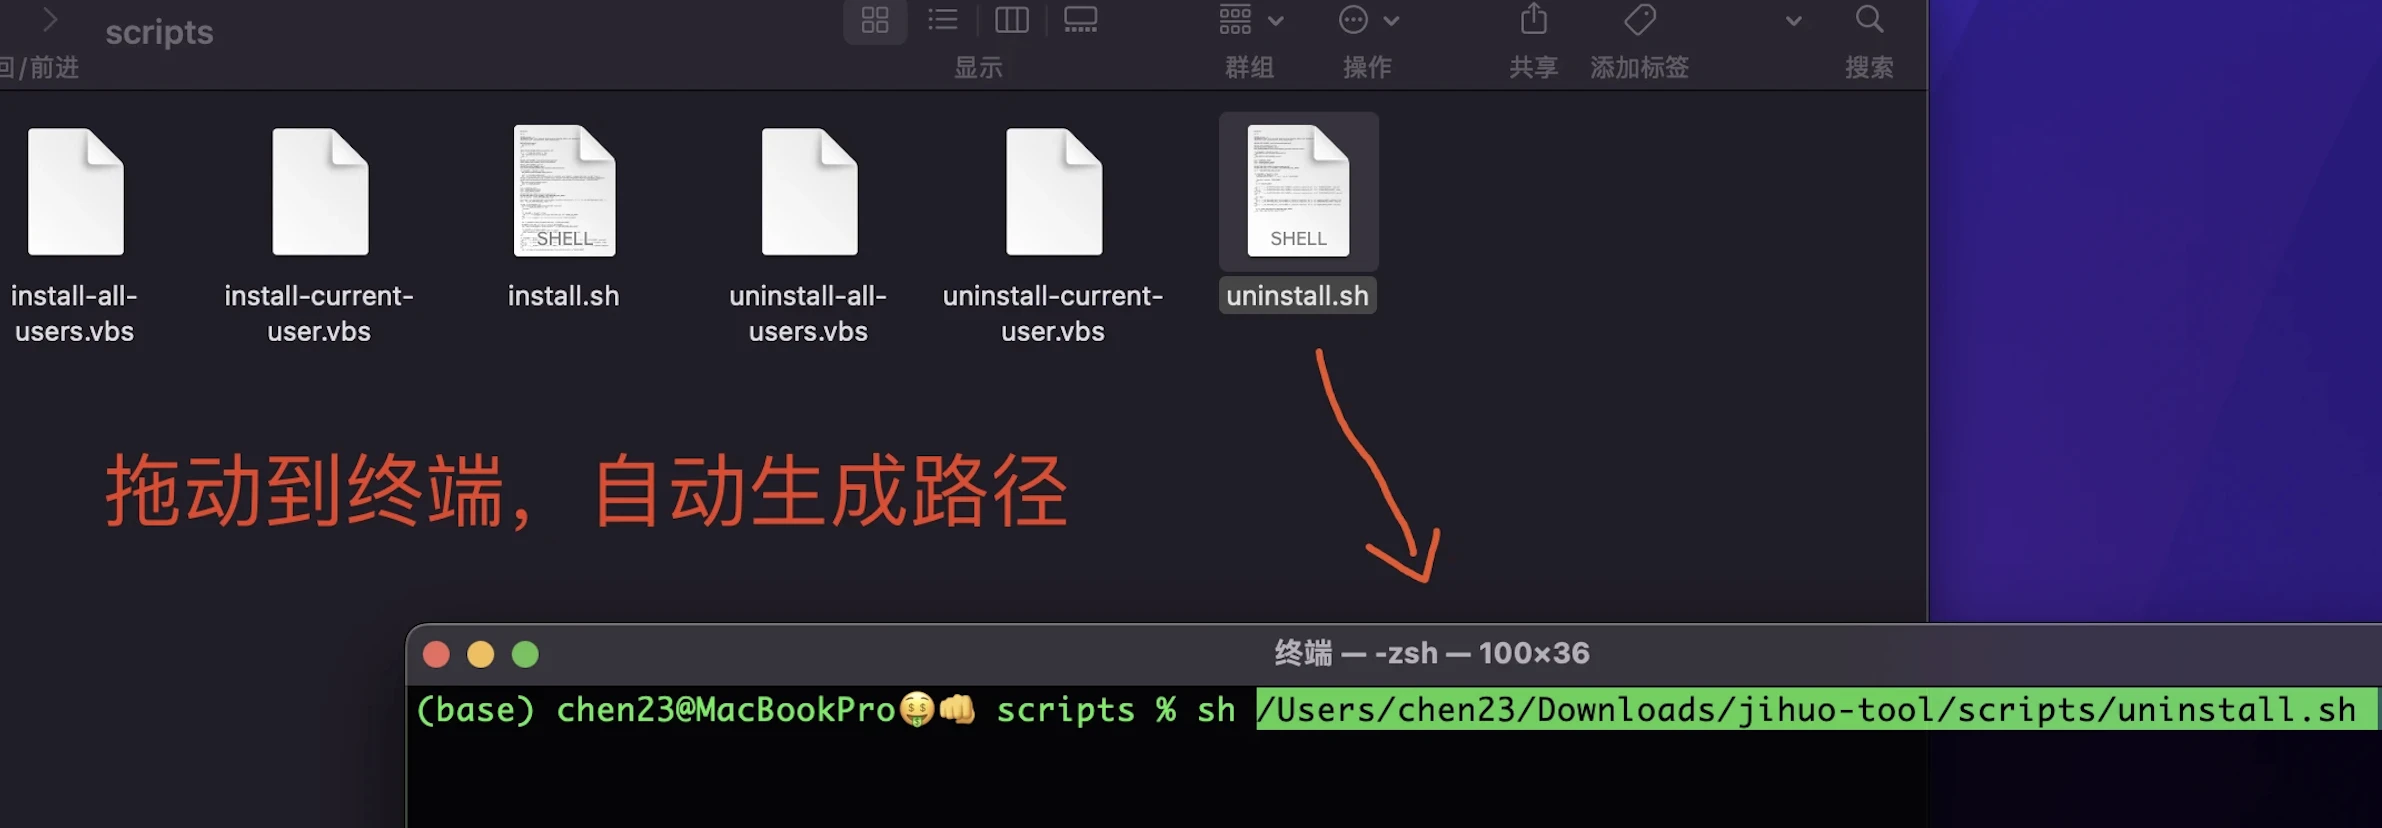 scripts
回/前进
显示
群组
操作
共享
添加标签
搜索
SHELL
SHELL
install-all-
users.vbs
install-current-
user.vbs
install.sh
uninstall-all-
users.vbs
uninstall-current-
user.vbs
uninstall.sh
拖动到终端，自动生成路径
终端 — -zsh — 100×36
(base) chen23@MacBookPro🤑👊 scripts % sh /Users/chen23/Downloads/jihuo-tool/scripts/uninstall.sh